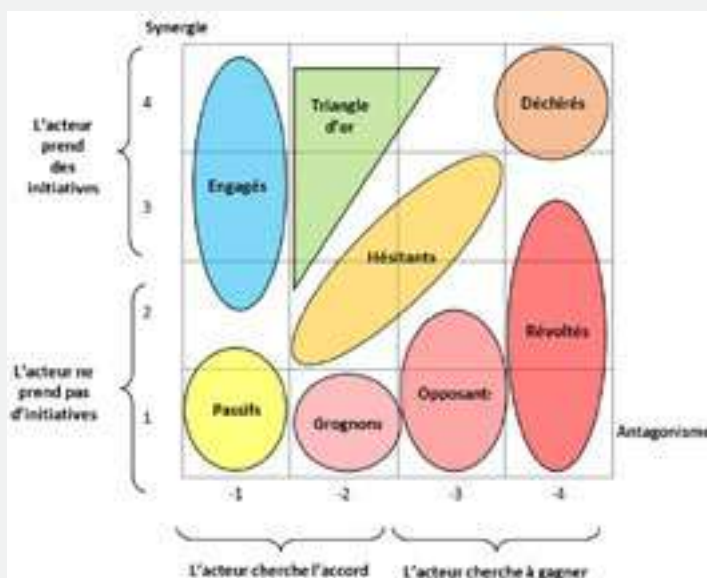 Synergie
L'acteur
prend
des
initiatives
4
3
L'acteur ne
prend pas
d'initiatives
2
1
Engagés
Triangle
d'or
Déchirés
Hésitants
Révoltés
Passifs
Grognons
Opposants
Antagonisme
-1
-2
-3
-4
L'acteur cherche l'accord
L'acteur cherche à gagner